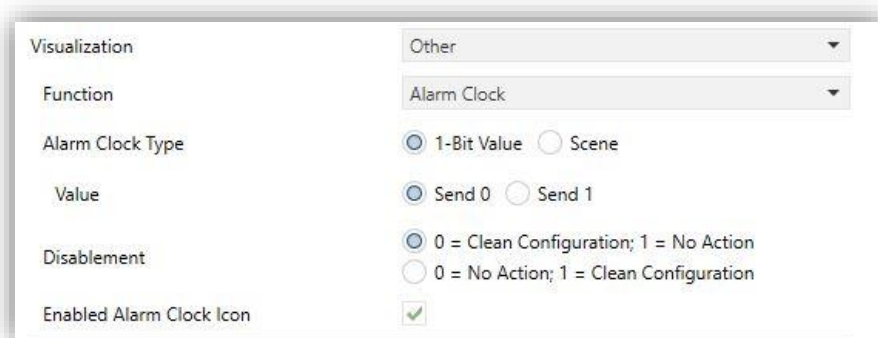 Visualization Other
Function Alarm Clock
Alarm Clock Type 1-Bit Value Scene
Value Send 0 Send 1
0 = Clean Configuration; 1 = No Action
Disablement
0 = No Action; 1 = Clean Configuration
Enabled Alarm Clock Icon